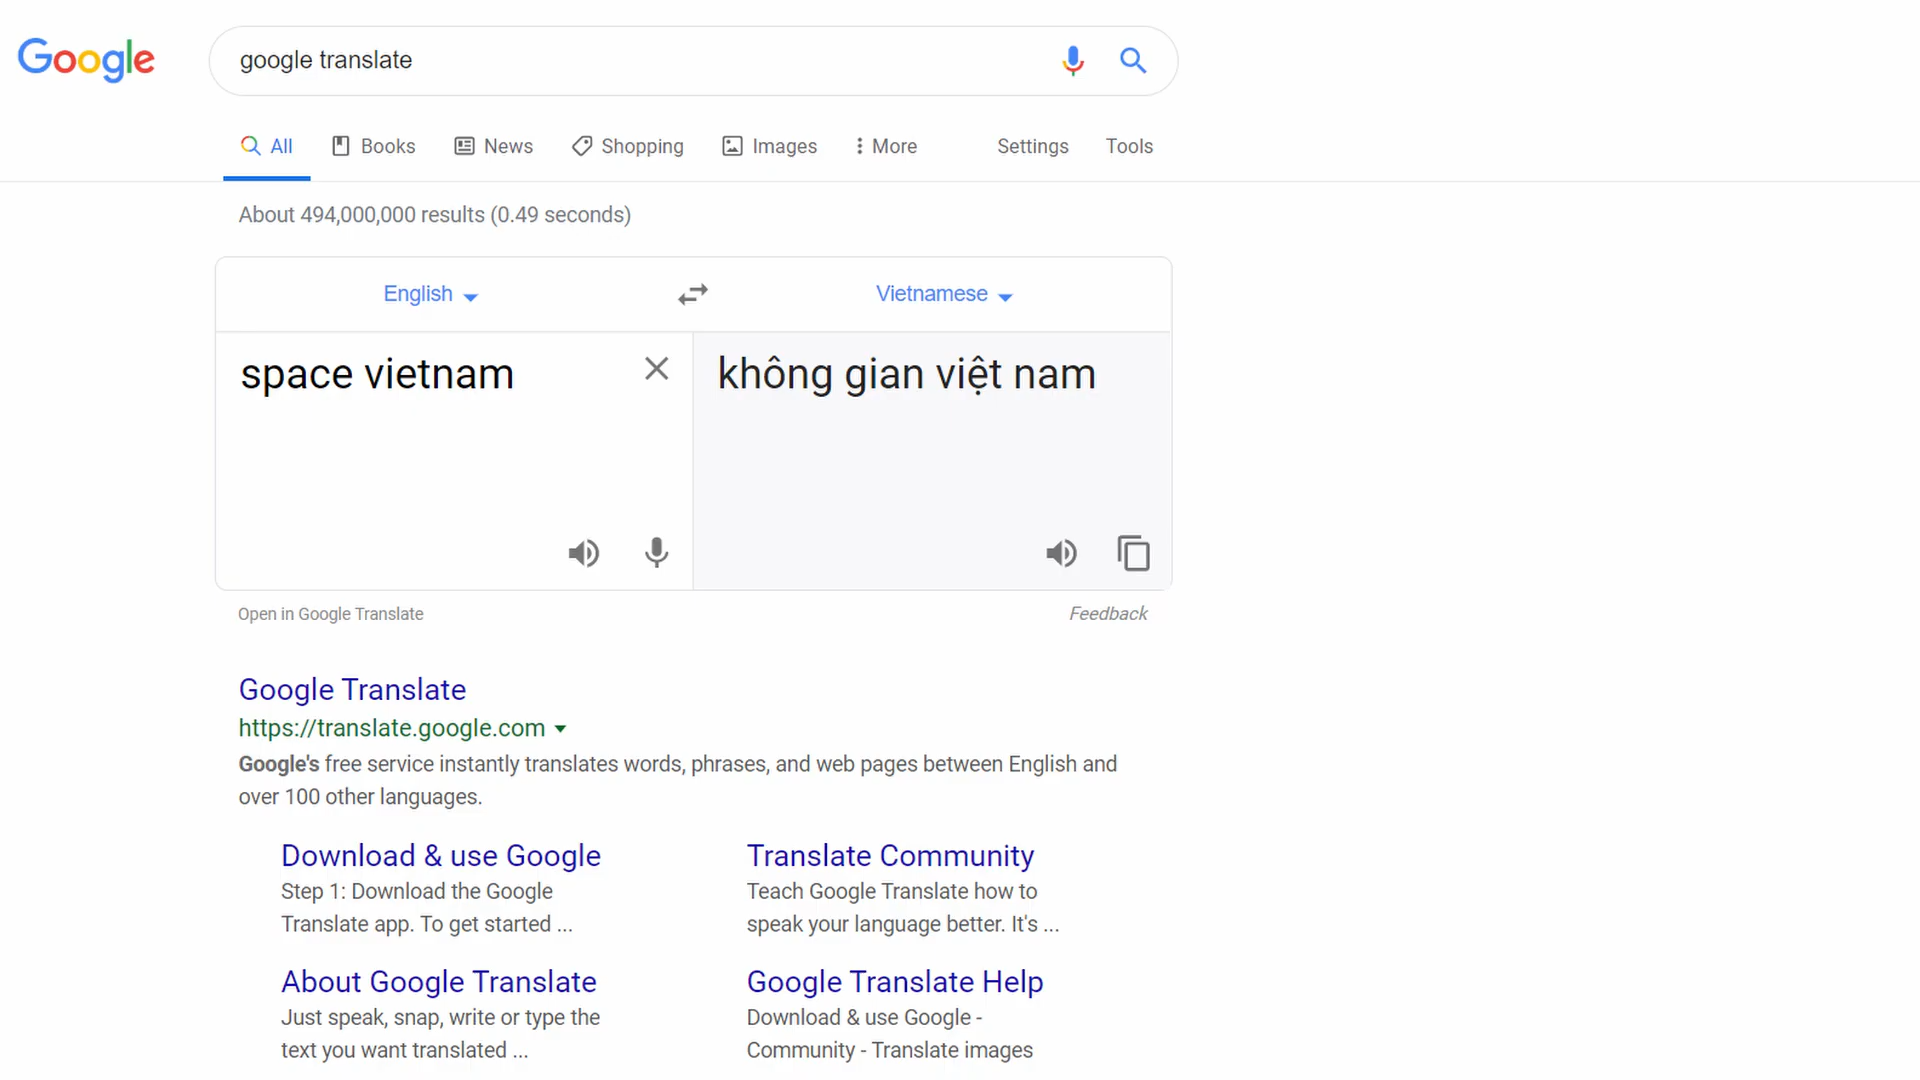 Google
google translate
All Books News Shopping Images More Settings Tools
About 494,000,000 results (0.49 seconds)
English Vietnamese
space vietnam
không gian việt nam
Open in Google Translate Feedback
Google Translate
https://translate.google.com
Google's free service instantly translates words, phrases, and web pages between English and
over 100 other languages.
Download & use Google
Step 1: Download the Google
Translate app. To get started ...
Translate Community
Teach Google Translate how to
speak your language better. It's ...
About Google Translate
Just speak, snap, write or type the
text you want translated ...
Google Translate Help
Download & use Google -
Community - Translate images